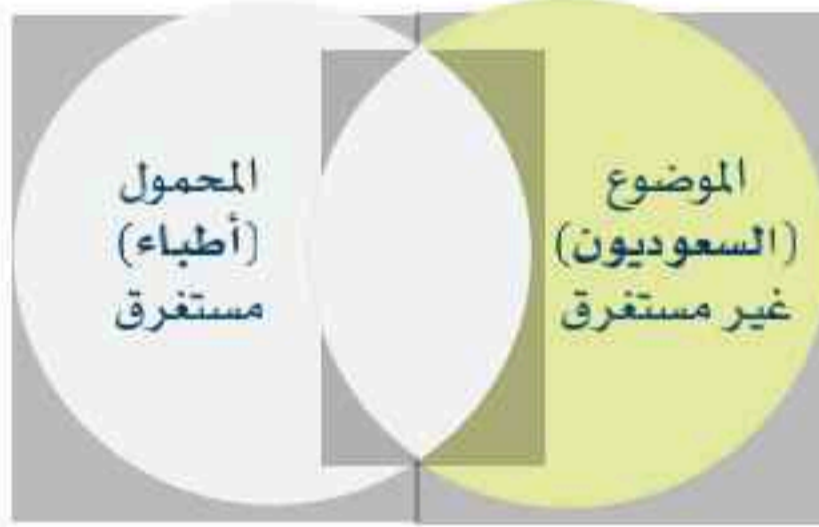 الموضوع
(السعوديون)
غير مستغرق
المحمول
(أطباء)
مستغرق